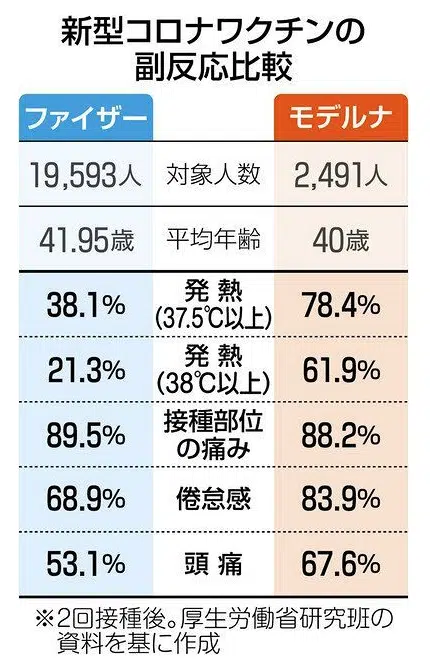 新型コロナワクチンの
副反応比較
ファイザー モデルナ
19,593人 対象人数 2,491人
41.95歳 平均年齢 40歳
38.1% 発熱 78.4%
(37.5℃以上)
21.3% 発熱 61.9%
(38℃以上)
89.5% 接種部位 88.2%
の痛み
68.9% 倦怠感 83.9%
53.1% 頭痛 67.6%
※2回接種後。厚生労働省研究班の
資料を基に作成